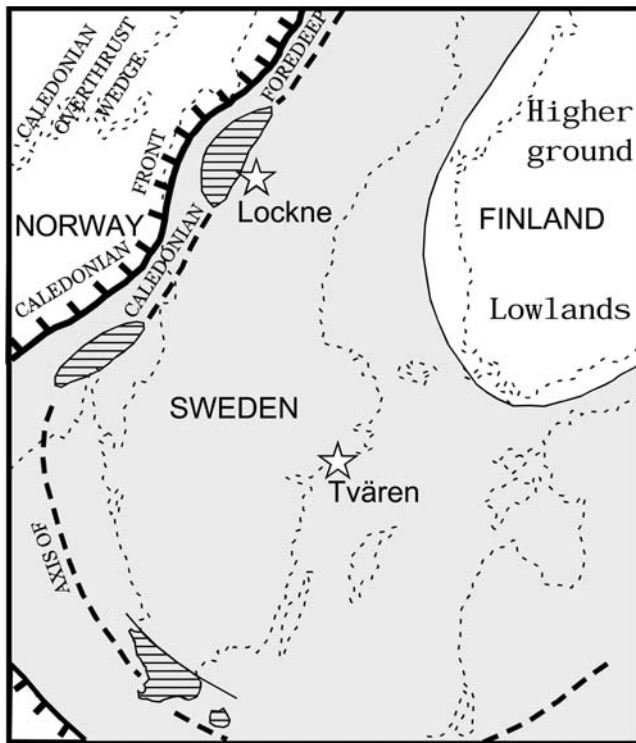 CALEDONIAN
OVERTHRUST
WEDGE
FOREDEEP
Higher
ground
FRONT
Lockne
NORWAY
FINLAND
CALEDONIAN
CALEDONIAN
Lowlands
SWEDEN
Tvären
AXIS OF